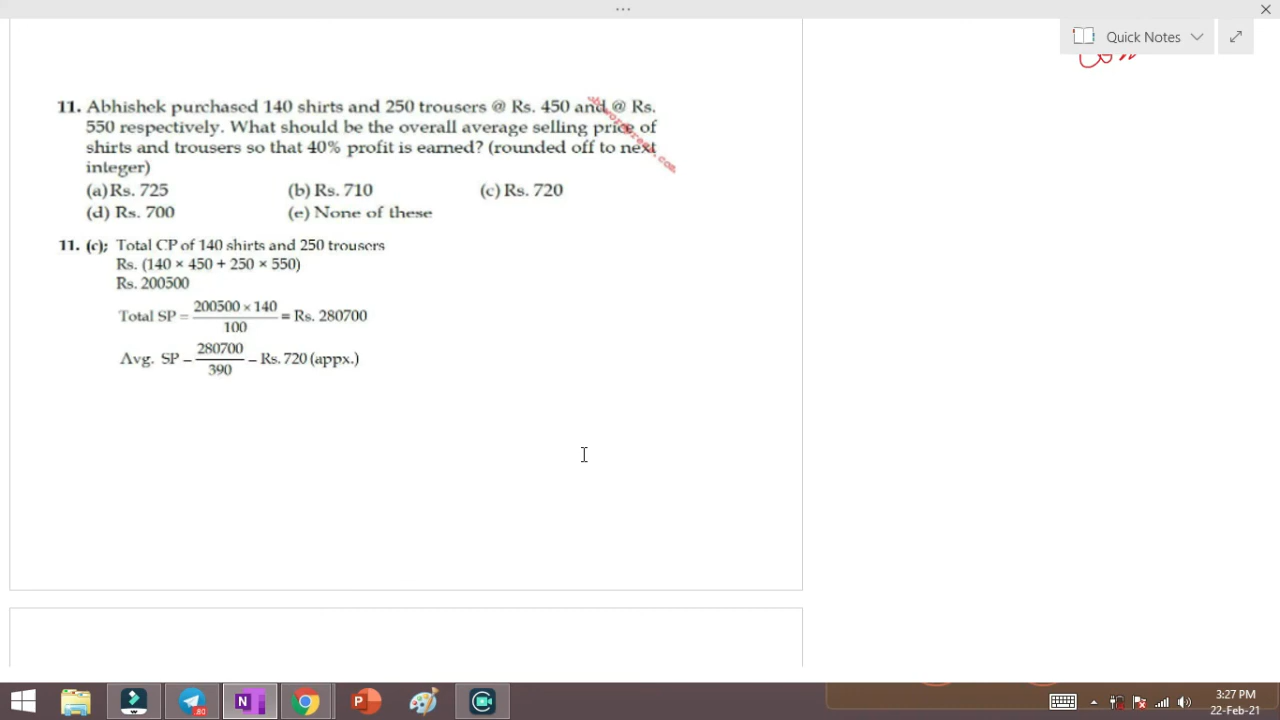 Quick Notes
11. Abhishek purchased 140 shirts and 250 trousers @ Rs. 450 and @ Rs.
550 respectively. What should be the overall average selling price of
shirts and trousers so that 40% profit is earned? (rounded off to next
integer)
(a)Rs. 725 (b) Rs. 710 (c) Rs. 720
(d) Rs. 700 (e) None of these
11. (c); Total CP of 140 shirts and 250 trousers
Rs. (140 × 450 + 250 × 550)
Rs. 200500
Total SP = 200500 × 140 / 100 = Rs. 280700
Avg. SP – 280700 / 390 – Rs. 720 (appx.)
80
3:27 PM
22-Feb-21